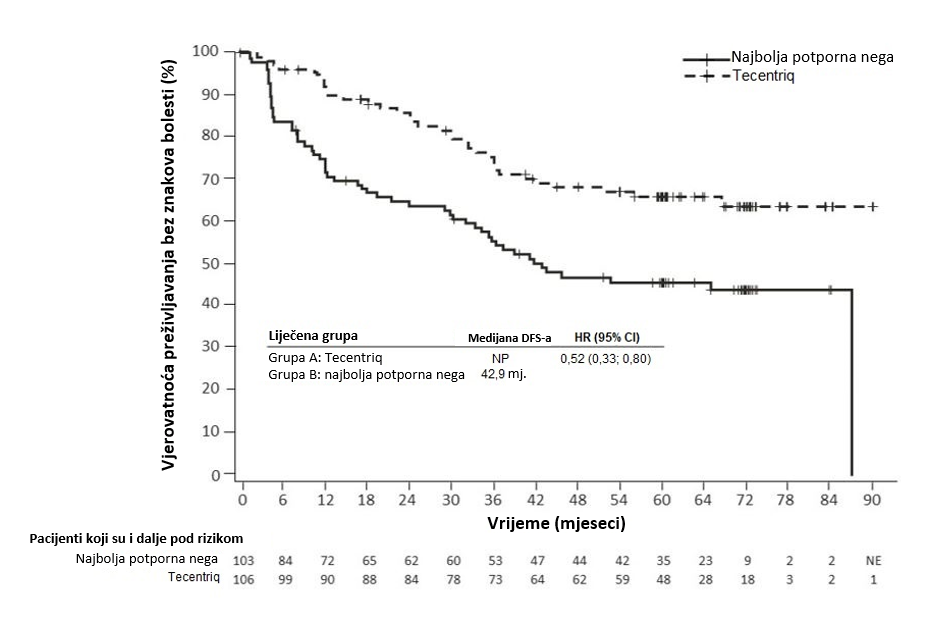 Vjerovatnoća preživljavanja bez znakova bolesti (%)
100
90
80
70
60
50
40
30
20
10
0
Najbolja potporna nega
Tecentriq
Liječena grupa Medijana DFS-a HR (95% CI)
Grupa A: Tecentriq NP 0,52 (0,33; 0,80)
Grupa B: najbolja potporna nega 42,9 mj.
0 6 12 18 24 30 36 42 48 54 60 64 72 78 84 90
Vrijeme (mjeseci)
Pacijenti koji su i dalje pod rizikom
Najbolja potporna nega 103 84 72 65 62 60 53 47 44 42 35 23 9 2 2 NE
Tecentriq 106 99 90 88 84 78 73 64 62 59 48 28 18 3 2 1